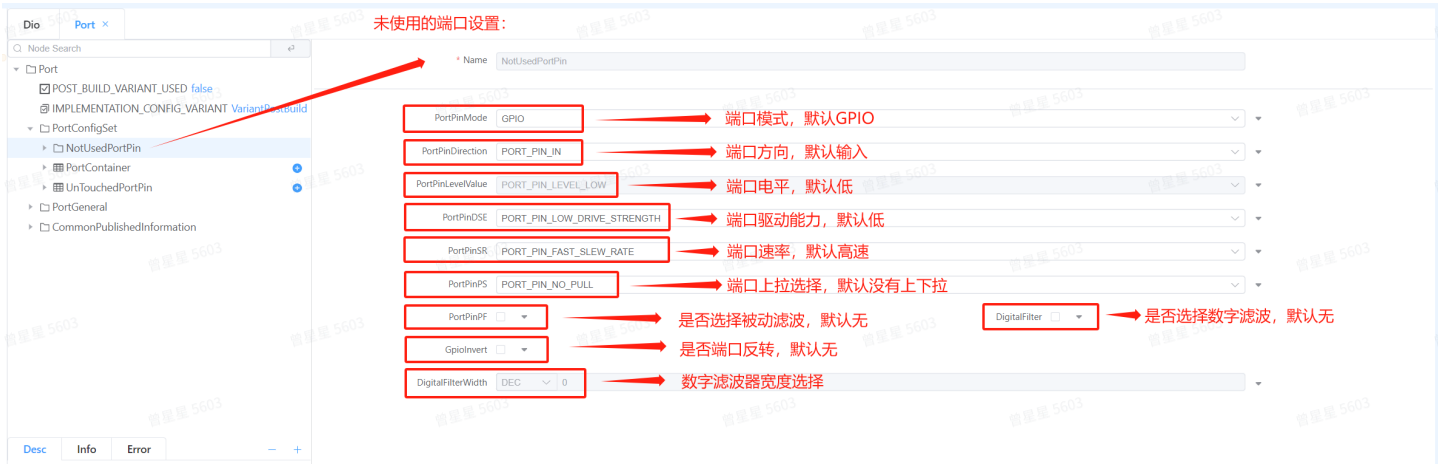 Dio Port ×
未使用的端口设置：
Node Search
Port
POST_BUILD_VARIANT_USED false
IMPLEMENTATION_CONFIG_VARIANT VariantPostBuild
PortConfigSet
NotUsedPortPin
PortContainer
UnTouchedPortPin
PortGeneral
CommonPublishedInformation
Desc Info Error
* Name NotUsedPortPin
PortPinMode GPIO 端口模式，默认GPIO
PortPinDirection PORT_PIN_IN 端口方向，默认输入
PortPinLevelValue PORT_PIN_LEVEL_LOW 端口电平，默认低
PortPinDSE PORT_PIN_LOW_DRIVE_STRENGTH 端口驱动能力，默认低
PortPinSR PORT_PIN_FAST_SLEW_RATE 端口速率，默认高速
PortPinPS PORT_PIN_NO_PULL 端口上拉选择，默认没有上下拉
PortPinPF 是否选择被动滤波，默认无 DigitalFilter 是否选择数字滤波，默认无
GpioInvert 是否端口反转，默认无
DigitalFilterWidth DEC 0 数字滤波器宽度选择
曾星星 5603